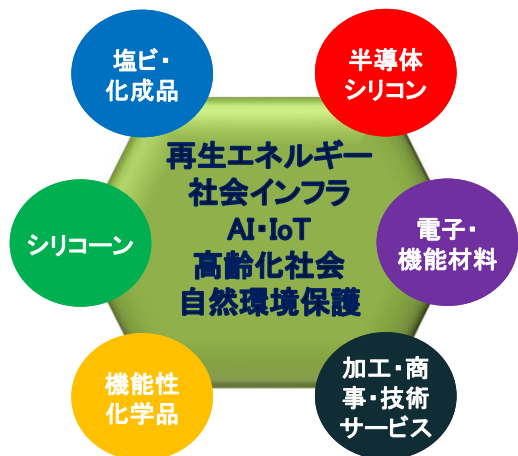 塩ビ・
化成品
半導体
シリコン
再生エネルギー
社会インフラ
AI・IoT
高齢化社会
自然環境保護
シリコーン
電子・
機能材料
機能性
化学品
加工・商
事・技術
サービス